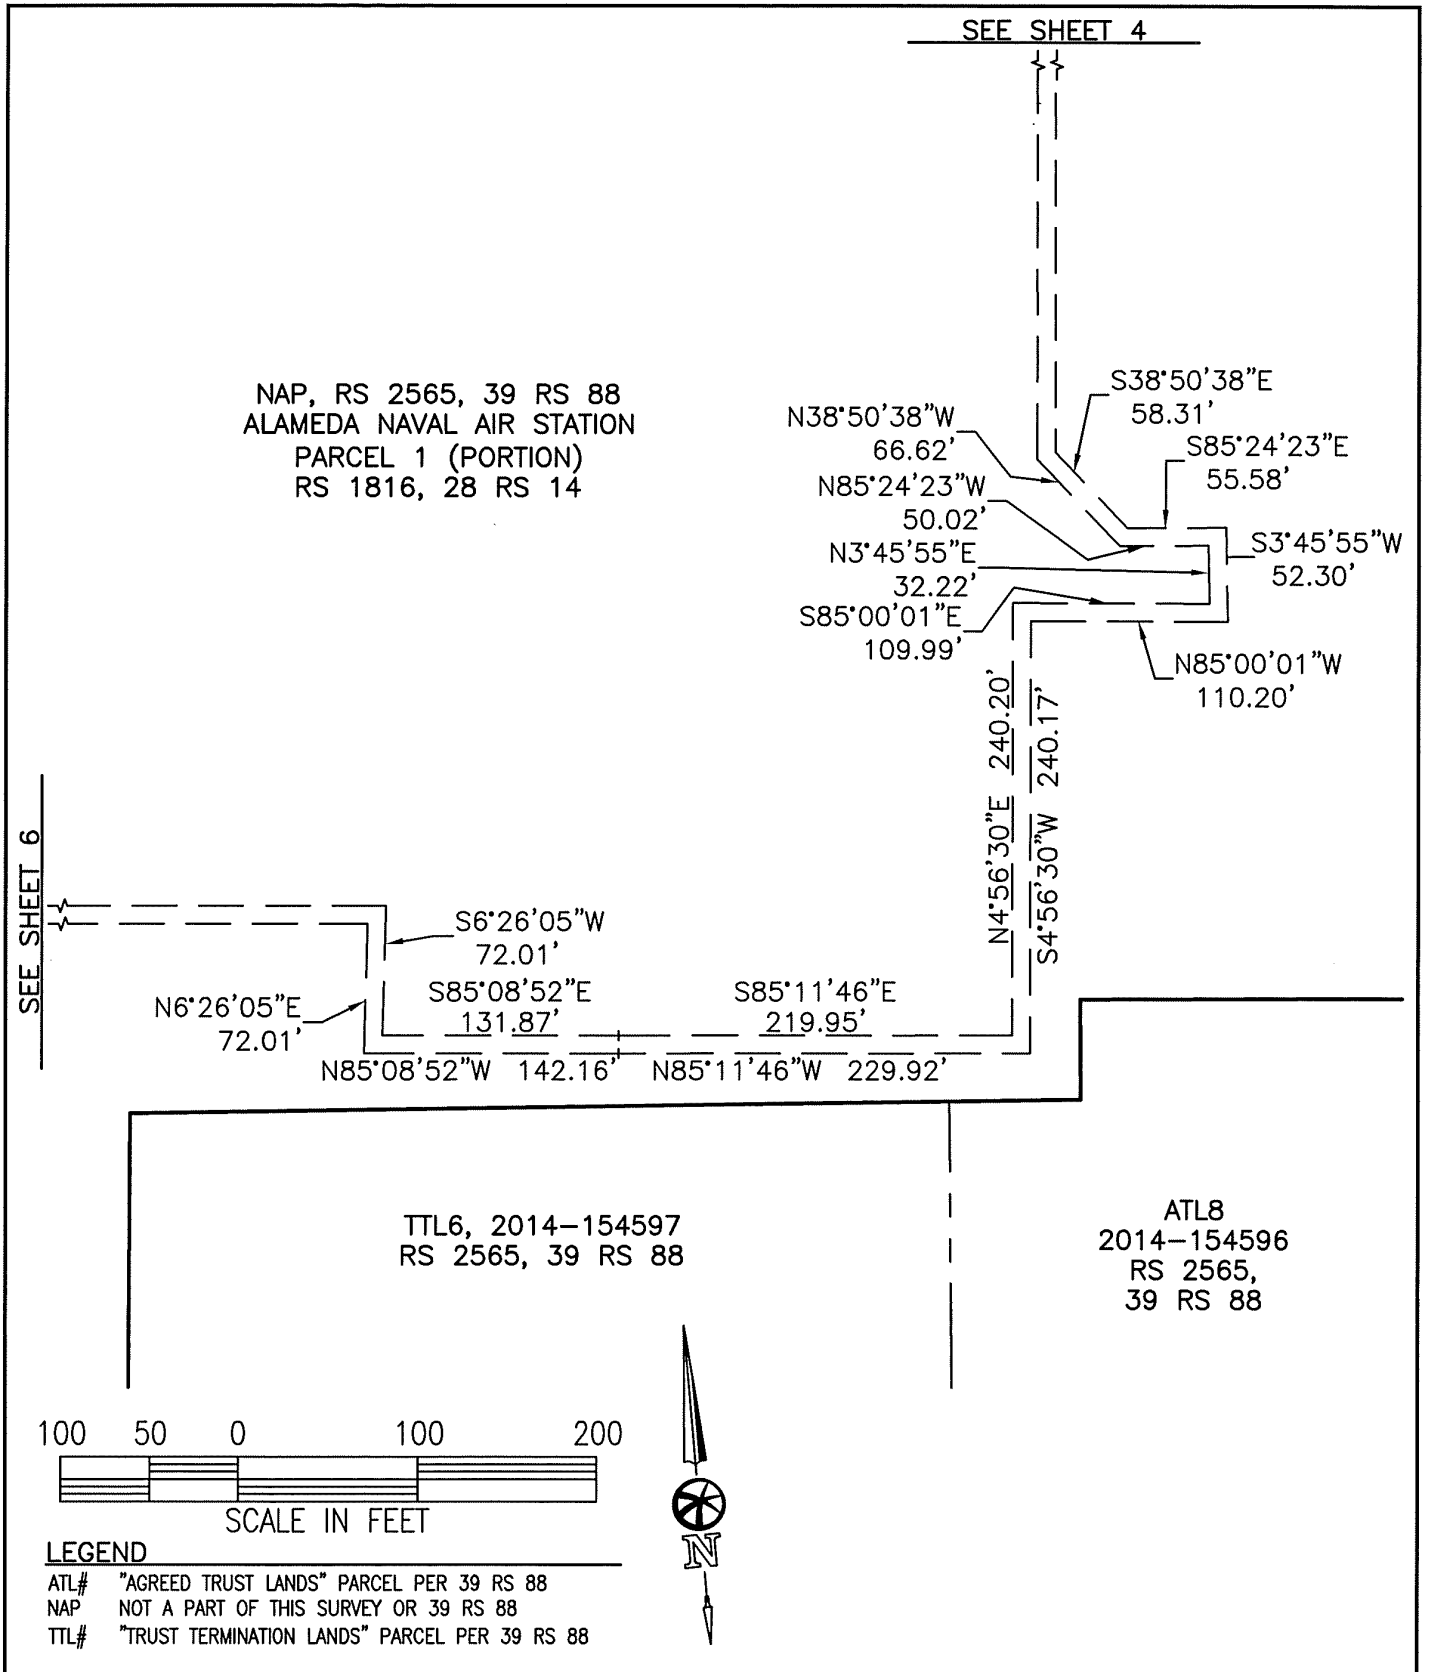 SEE SHEET 4
NAP, RS 2565, 39 RS 88
ALAMEDA NAVAL AIR STATION
PARCEL 1 (PORTION)
RS 1816, 28 RS 14
S38°50'38"E
58.31'
N38°50'38"W
66.62'
S85°24'23"E
55.58'
N85°24'23"W
50.02'
S3°45'55"W
52.30'
N3°45'55"E
32.22'
S85°00'01"E
109.99'
N85°00'01"W
110.20'
N4°56'30"E 240.20'
S4°56'30"W 240.17'
SEE SHEET 6
S6°26'05"W
72.01'
N6°26'05"E
72.01'
S85°08'52"E
131.87'
S85°11'46"E
219.95'
N85°08'52"W 142.16'
N85°11'46"W 229.92'
TTL6, 2014-154597
RS 2565, 39 RS 88
ATL8
2014-154596
RS 2565,
39 RS 88
100 50 0 100 200
SCALE IN FEET
N
LEGEND
ATL# "AGREED TRUST LANDS" PARCEL PER 39 RS 88
NAP NOT A PART OF THIS SURVEY OR 39 RS 88
TTL# "TRUST TERMINATION LANDS" PARCEL PER 39 RS 88